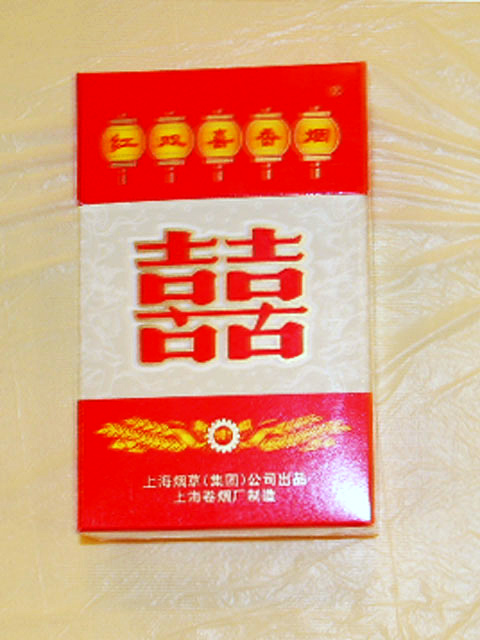 红双喜香烟
囍
上海烟草(集团)公司出品
上海卷烟厂制造